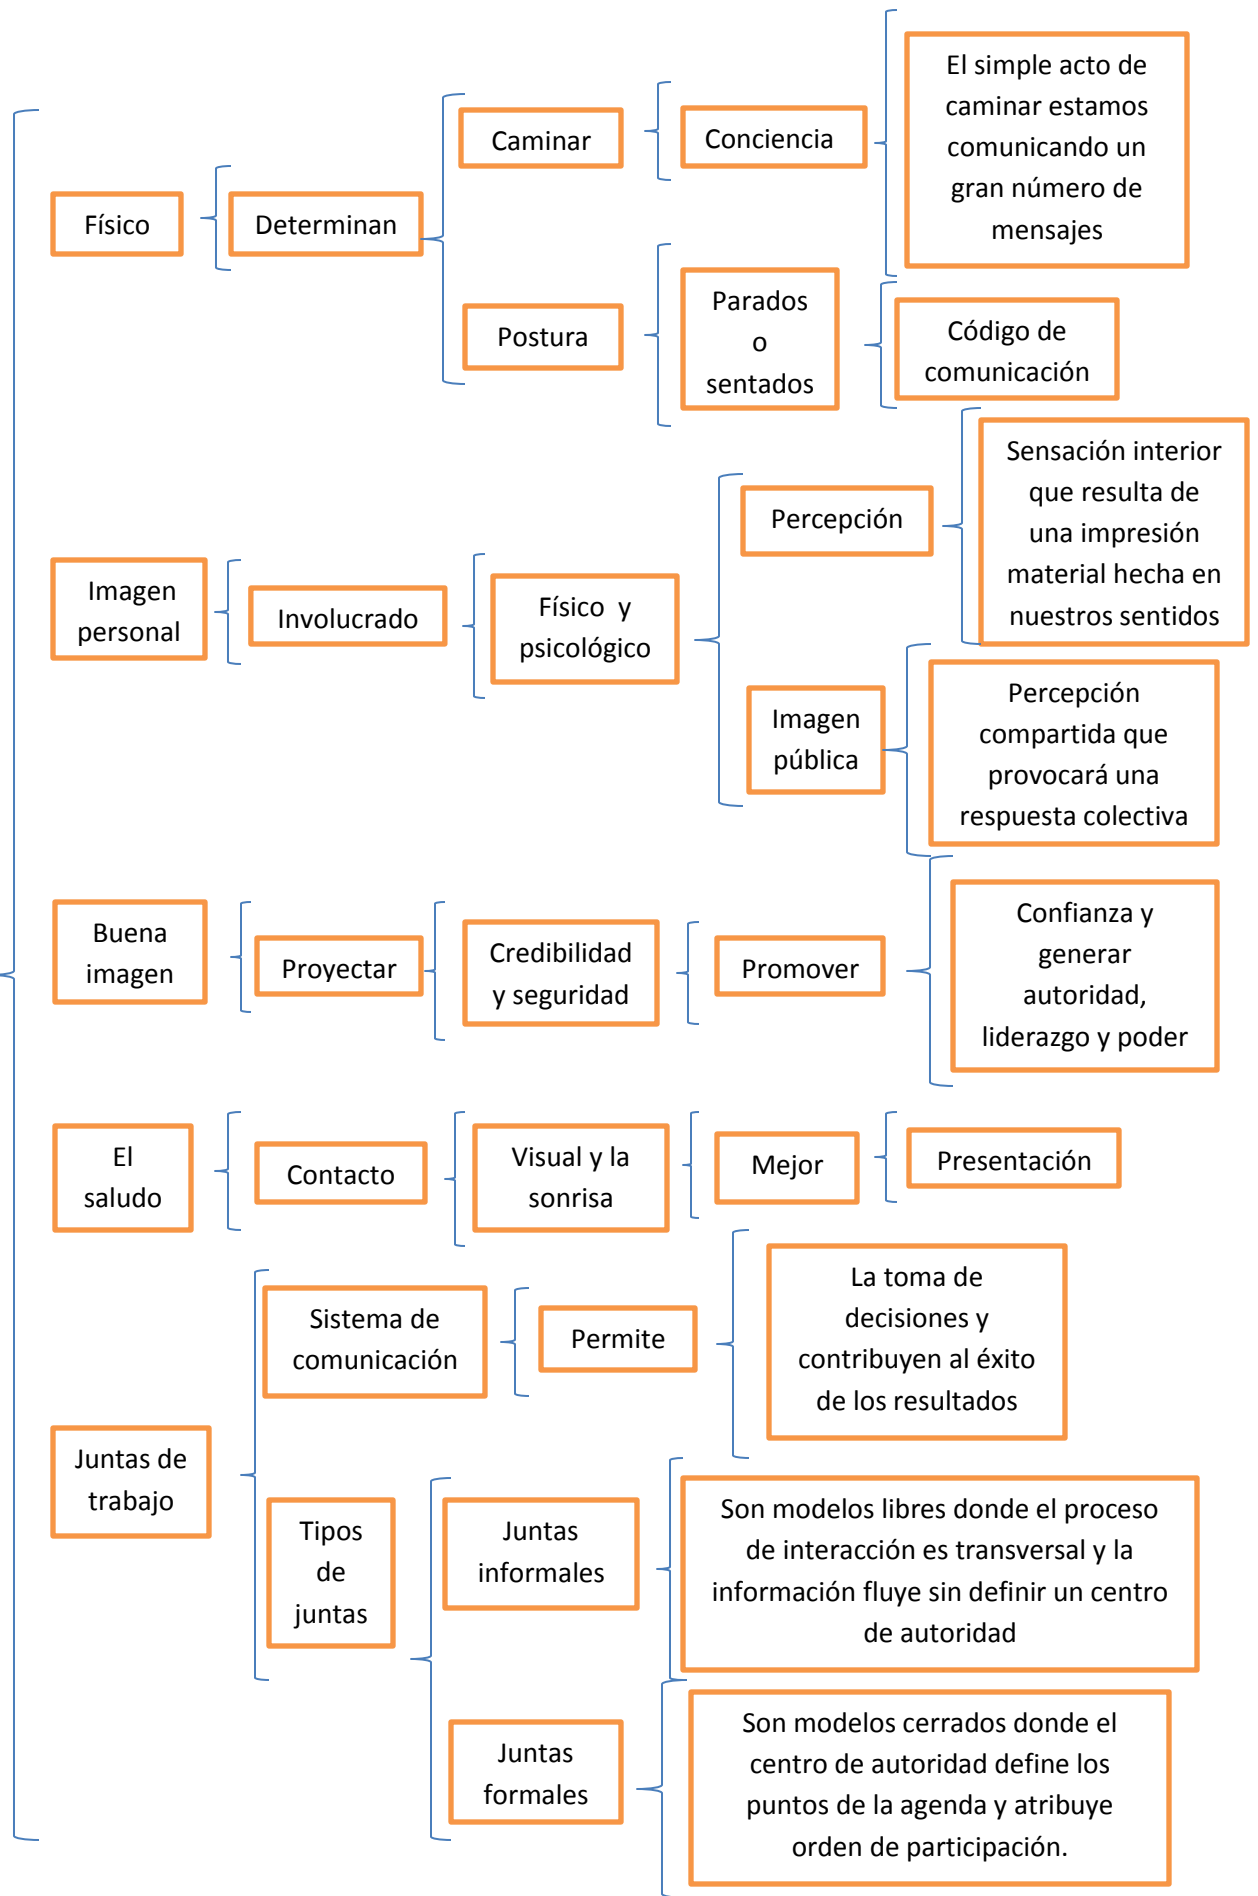 Físico
Determinan
Caminar
Conciencia
El simple acto de
caminar estamos
comunicando un
gran número de
mensajes
Postura
Parados
o
sentados
Código de
comunicación
Imagen
personal
Involucrado
Físico y
psicológico
Percepción
Sensación interior
que resulta de
una impresión
material hecha en
nuestros sentidos
Imagen
pública
Percepción
compartida que
provocará una
respuesta colectiva
Buena
imagen
Proyectar
Credibilidad
y seguridad
Promover
Confianza y
generar
autoridad,
liderazgo y poder
El
saludo
Contacto
Visual y la
sonrisa
Mejor
Presentación
Juntas de
trabajo
Sistema de
comunicación
Permite
La toma de
decisiones y
contribuyen al éxito
de los resultados
Tipos
de
juntas
Juntas
informales
Son modelos libres donde el proceso
de interacción es transversal y la
información fluye sin definir un centro
de autoridad
Juntas
formales
Son modelos cerrados donde el
centro de autoridad define los
puntos de la agenda y atribuye
orden de participación.